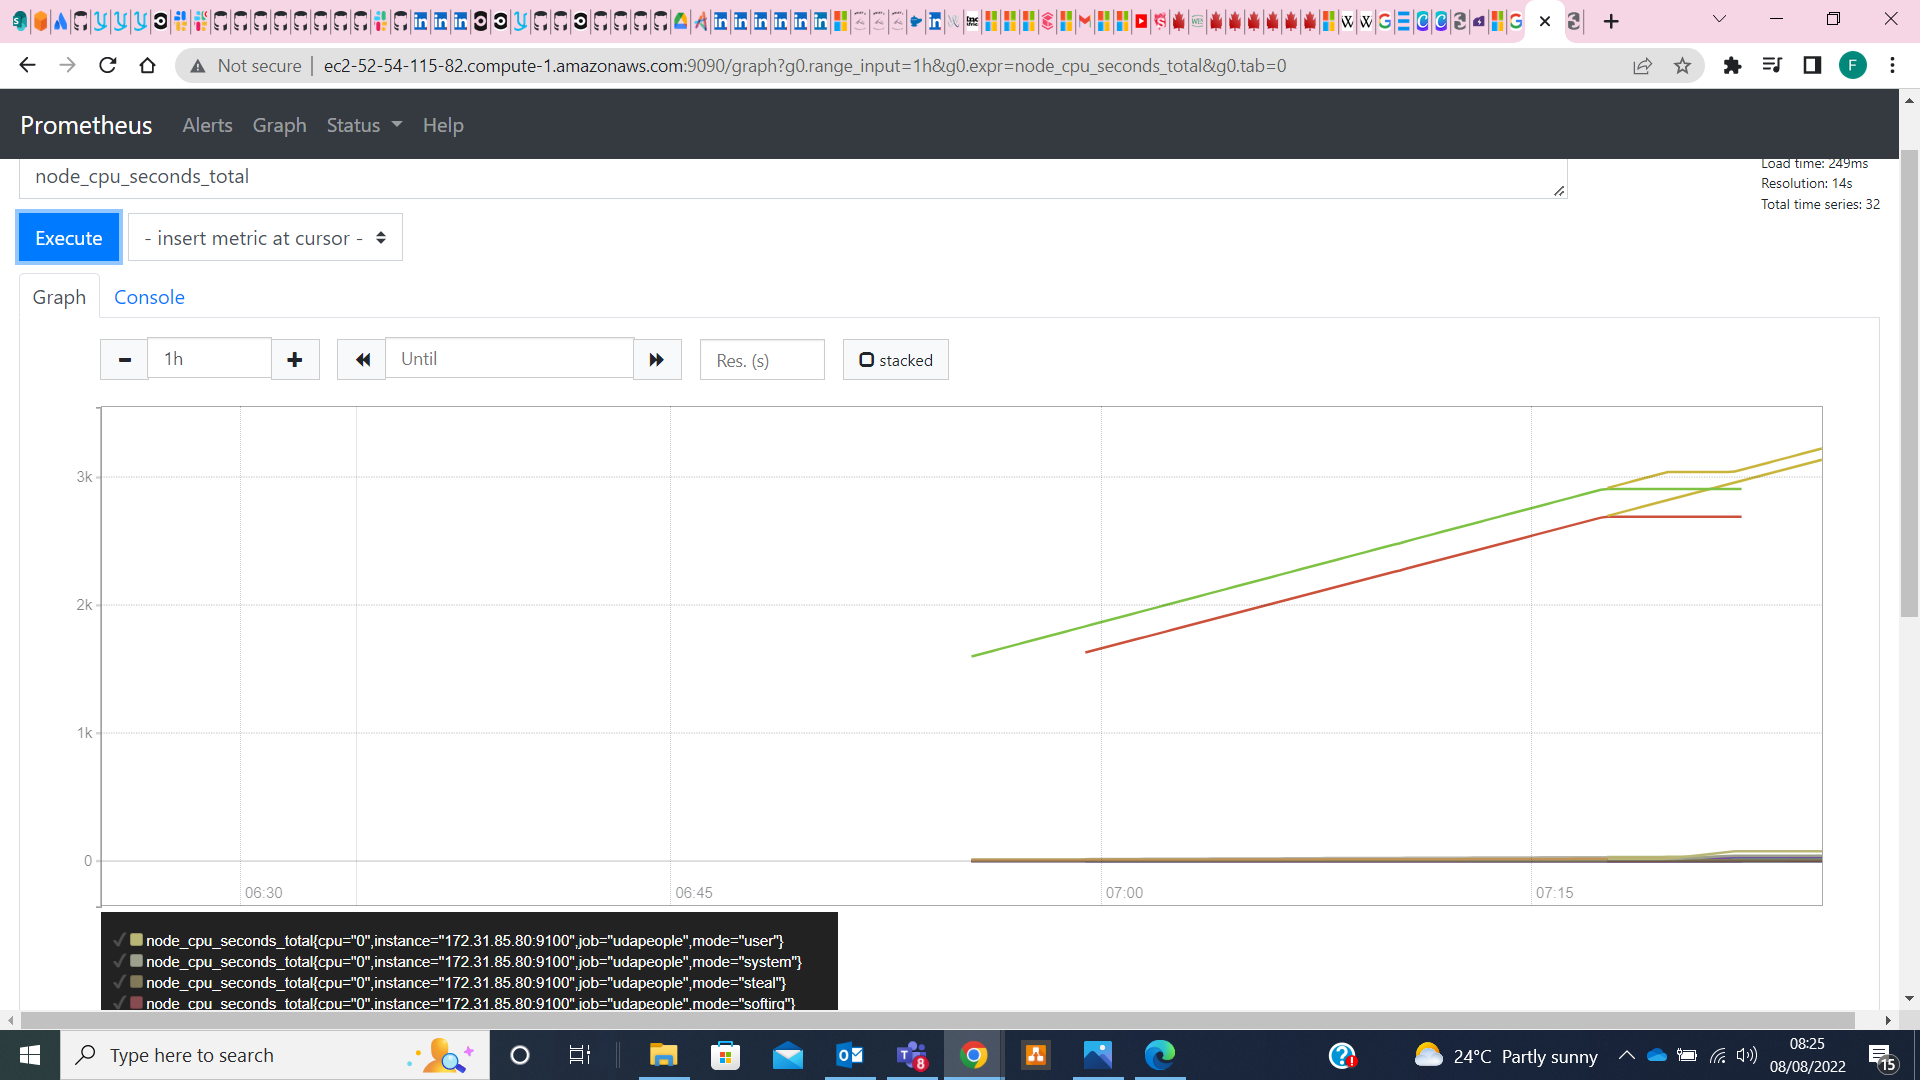 Not secure | ec2-52-54-115-82.compute-1.amazonaws.com:9090/graph?g0.range_input=1h&g0.expr=node_cpu_seconds_total&g0.tab=0
F
Prometheus Alerts Graph Status Help
node_cpu_seconds_total
Load time: 249ms
Resolution: 14s
Total time series: 32
Execute
- insert metric at cursor -
Graph
Console
1h
Until
Res. (s)
stacked
3k
2k
1k
0
06:30
06:45
07:00
07:15
node_cpu_seconds_total{cpu="0",instance="172.31.85.80:9100",job="udapeople",mode="user"}
node_cpu_seconds_total{cpu="0",instance="172.31.85.80:9100",job="udapeople",mode="system"}
node_cpu_seconds_total{cpu="0",instance="172.31.85.80:9100",job="udapeople",mode="steal"}
node_cpu_seconds_total{cpu="0",instance="172.31.85.80:9100",job="udapeople",mode="softirq"}
Type here to search
8
24°C Partly sunny
08:25
08/08/2022
15